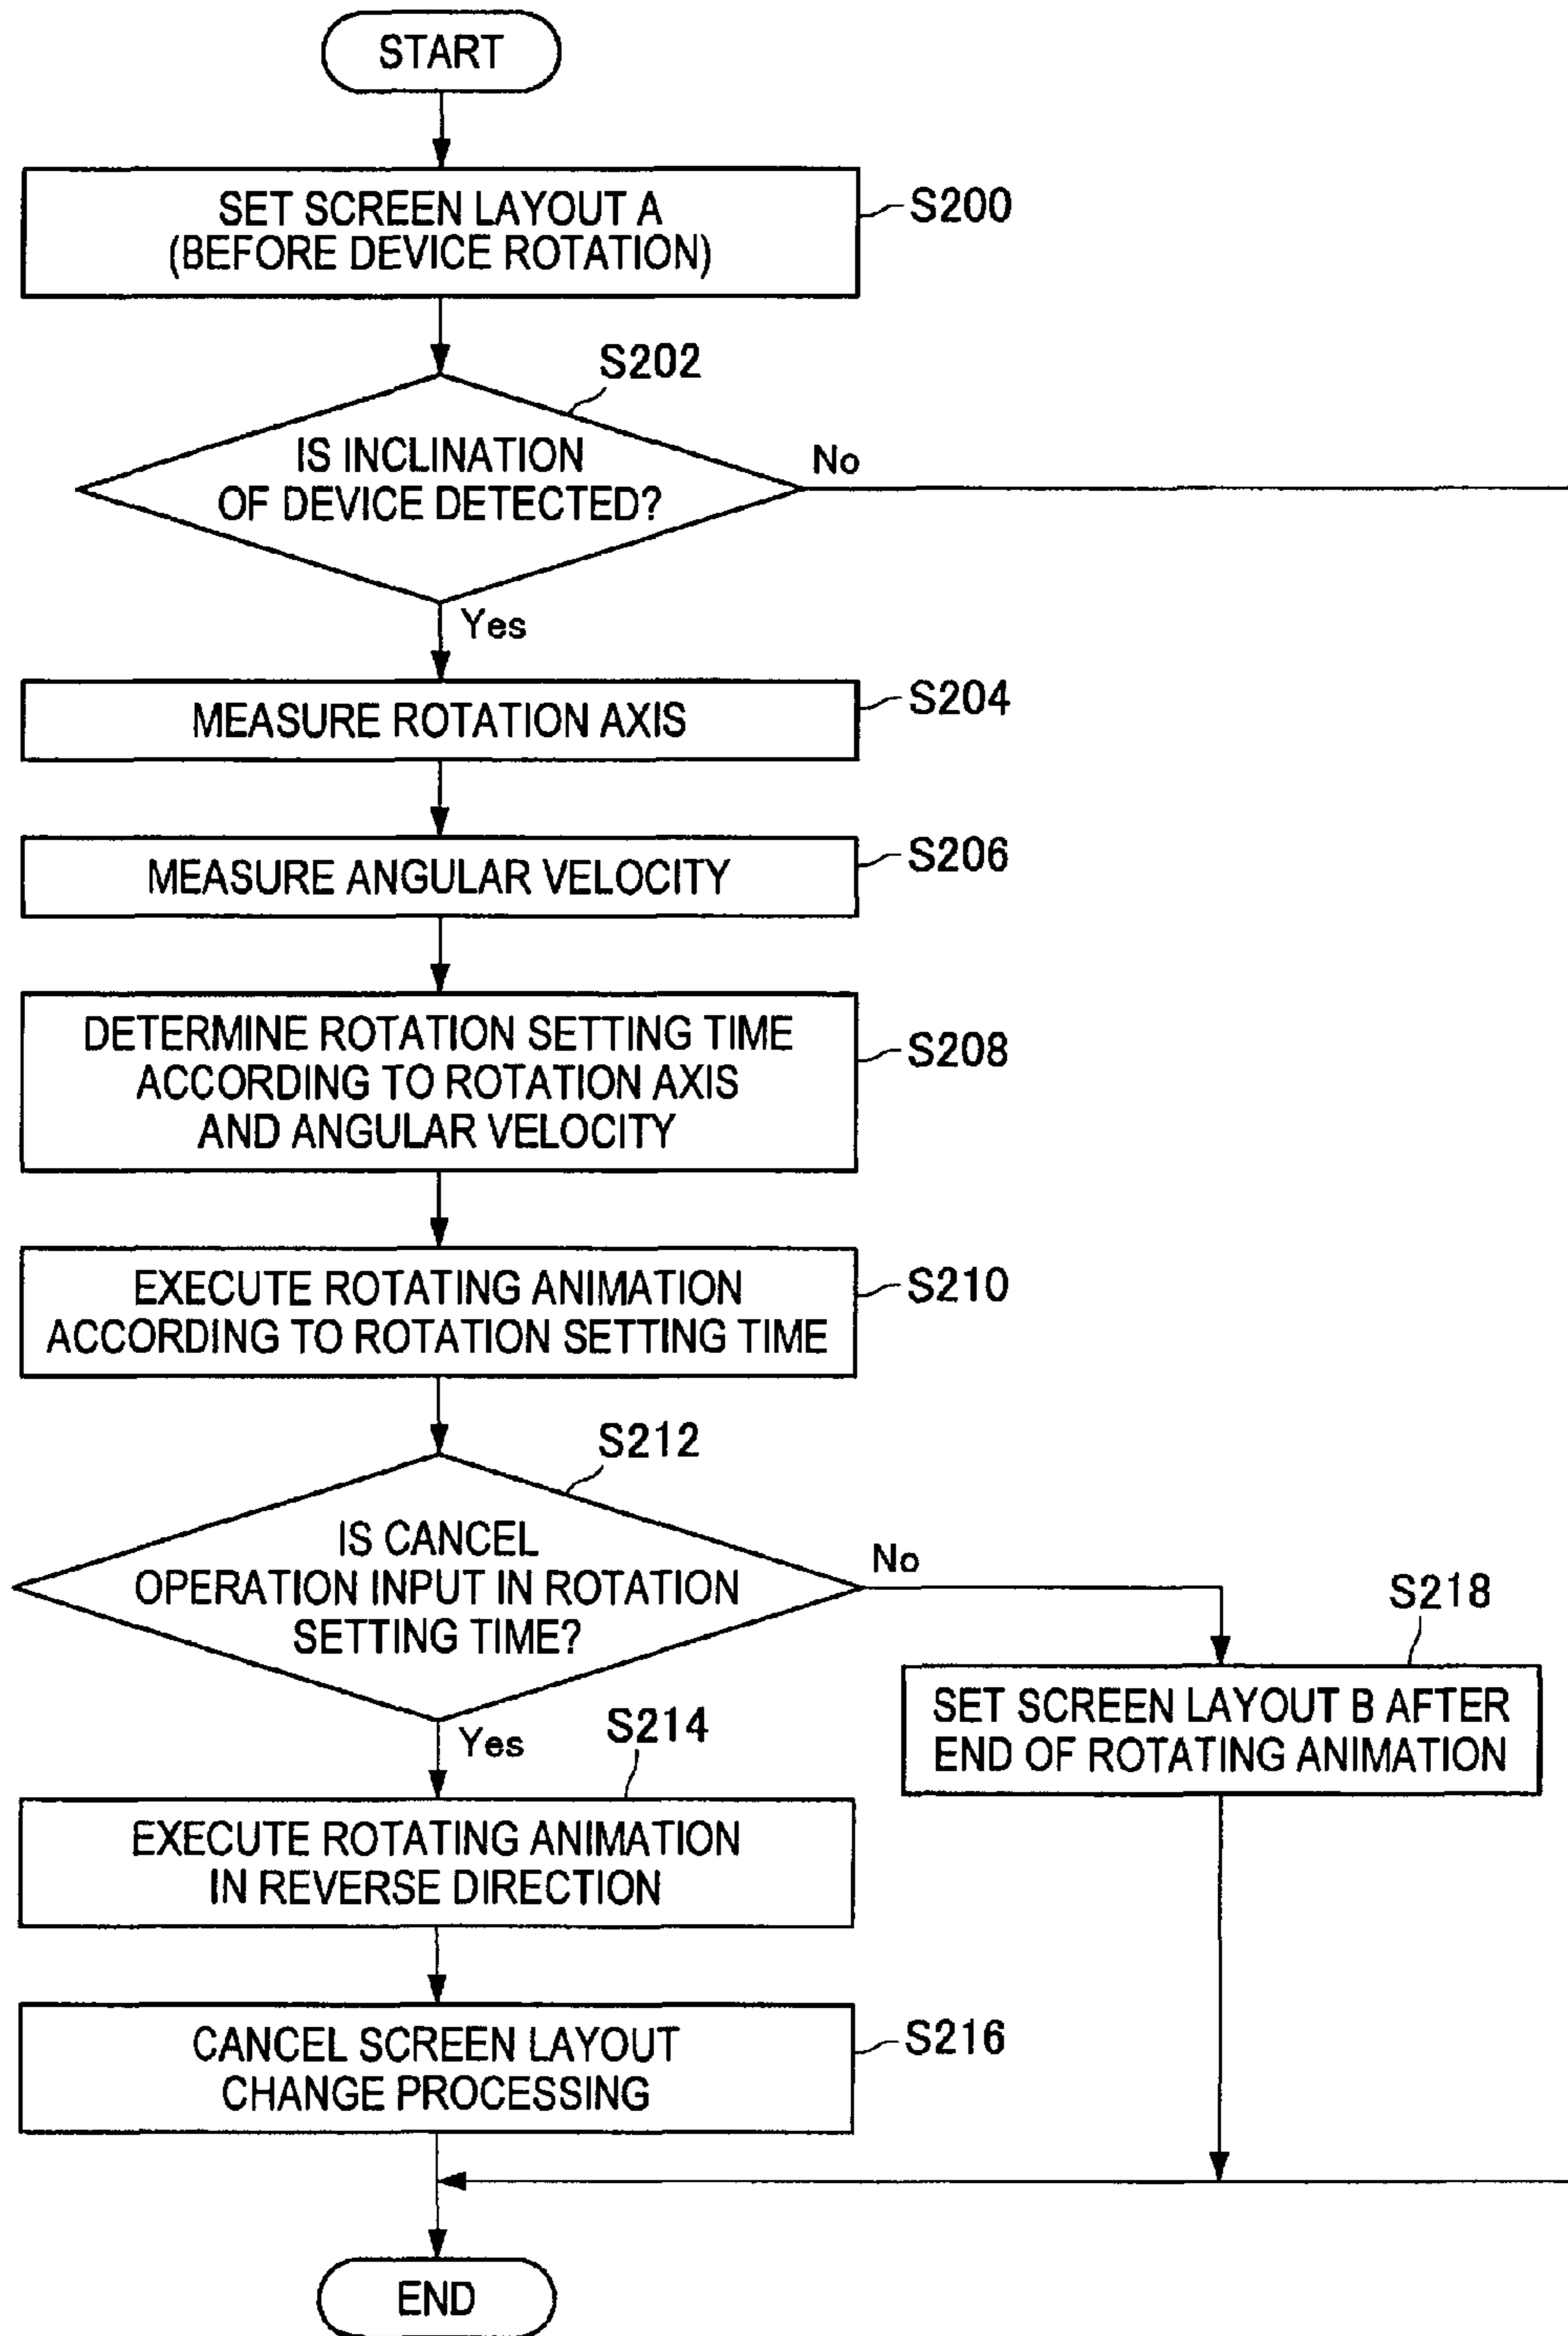 START
SET SCREEN LAYOUT A
(BEFORE DEVICE ROTATION)
S200
S202
IS INCLINATION
OF DEVICE DETECTED?
No
Yes
MEASURE ROTATION AXIS
S204
MEASURE ANGULAR VELOCITY
S206
DETERMINE ROTATION SETTING TIME
ACCORDING TO ROTATION AXIS
AND ANGULAR VELOCITY
S208
EXECUTE ROTATING ANIMATION
ACCORDING TO ROTATION SETTING TIME
S210
S212
IS CANCEL
OPERATION INPUT IN ROTATION
SETTING TIME?
No
Yes
S218
SET SCREEN LAYOUT B AFTER
END OF ROTATING ANIMATION
S214
EXECUTE ROTATING ANIMATION
IN REVERSE DIRECTION
CANCEL SCREEN LAYOUT
CHANGE PROCESSING
S216
END